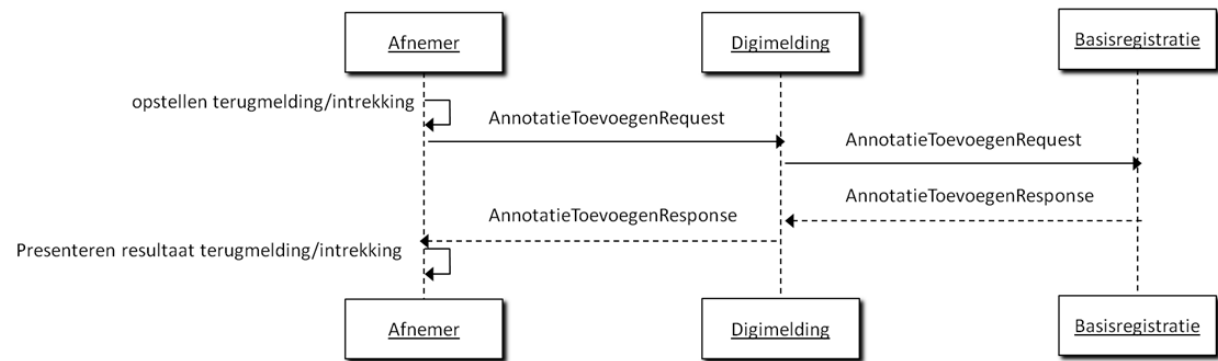 Afnemer
Digimelding
Basisregistratie
opstellen terugmelding/intrekking
AnnotatieToevoegenRequest
AnnotatieToevoegenRequest
AnnotatieToevoegenResponse
AnnotatieToevoegenResponse
Presenteren resultaat terugmelding/intrekking
Afnemer
Digimelding
Basisregistratie